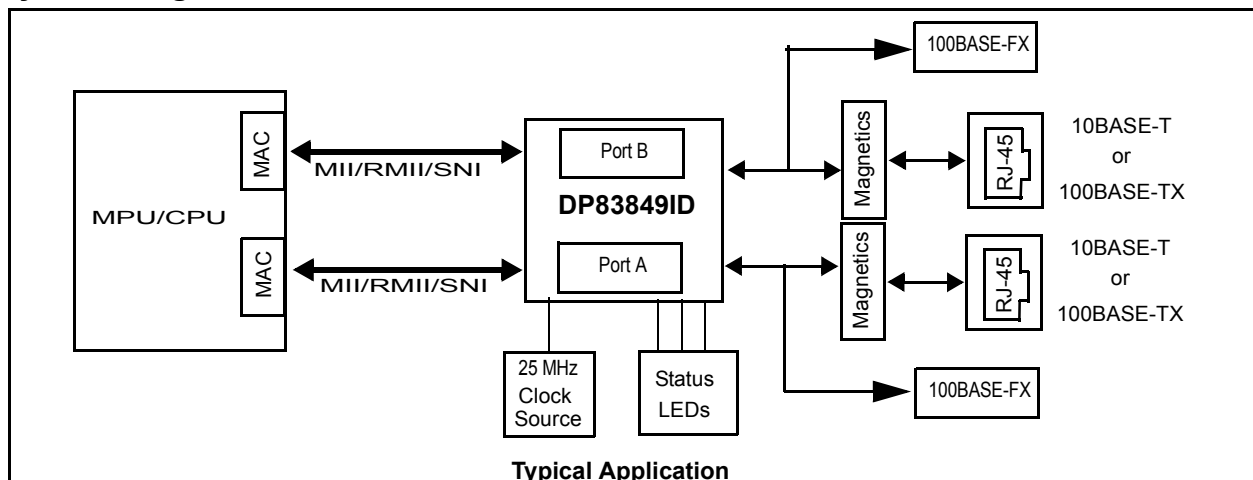 100BASE-FX
MAC
MII/RMII/SNI
Port B
Magnetics
RJ-45
10BASE-T
or
100BASE-TX
MPU/CPU
DP83849ID
MAC
MII/RMII/SNI
Port A
Magnetics
RJ-45
10BASE-T
or
100BASE-TX
25 MHz
Clock
Source
Status
LEDs
100BASE-FX
Typical Application